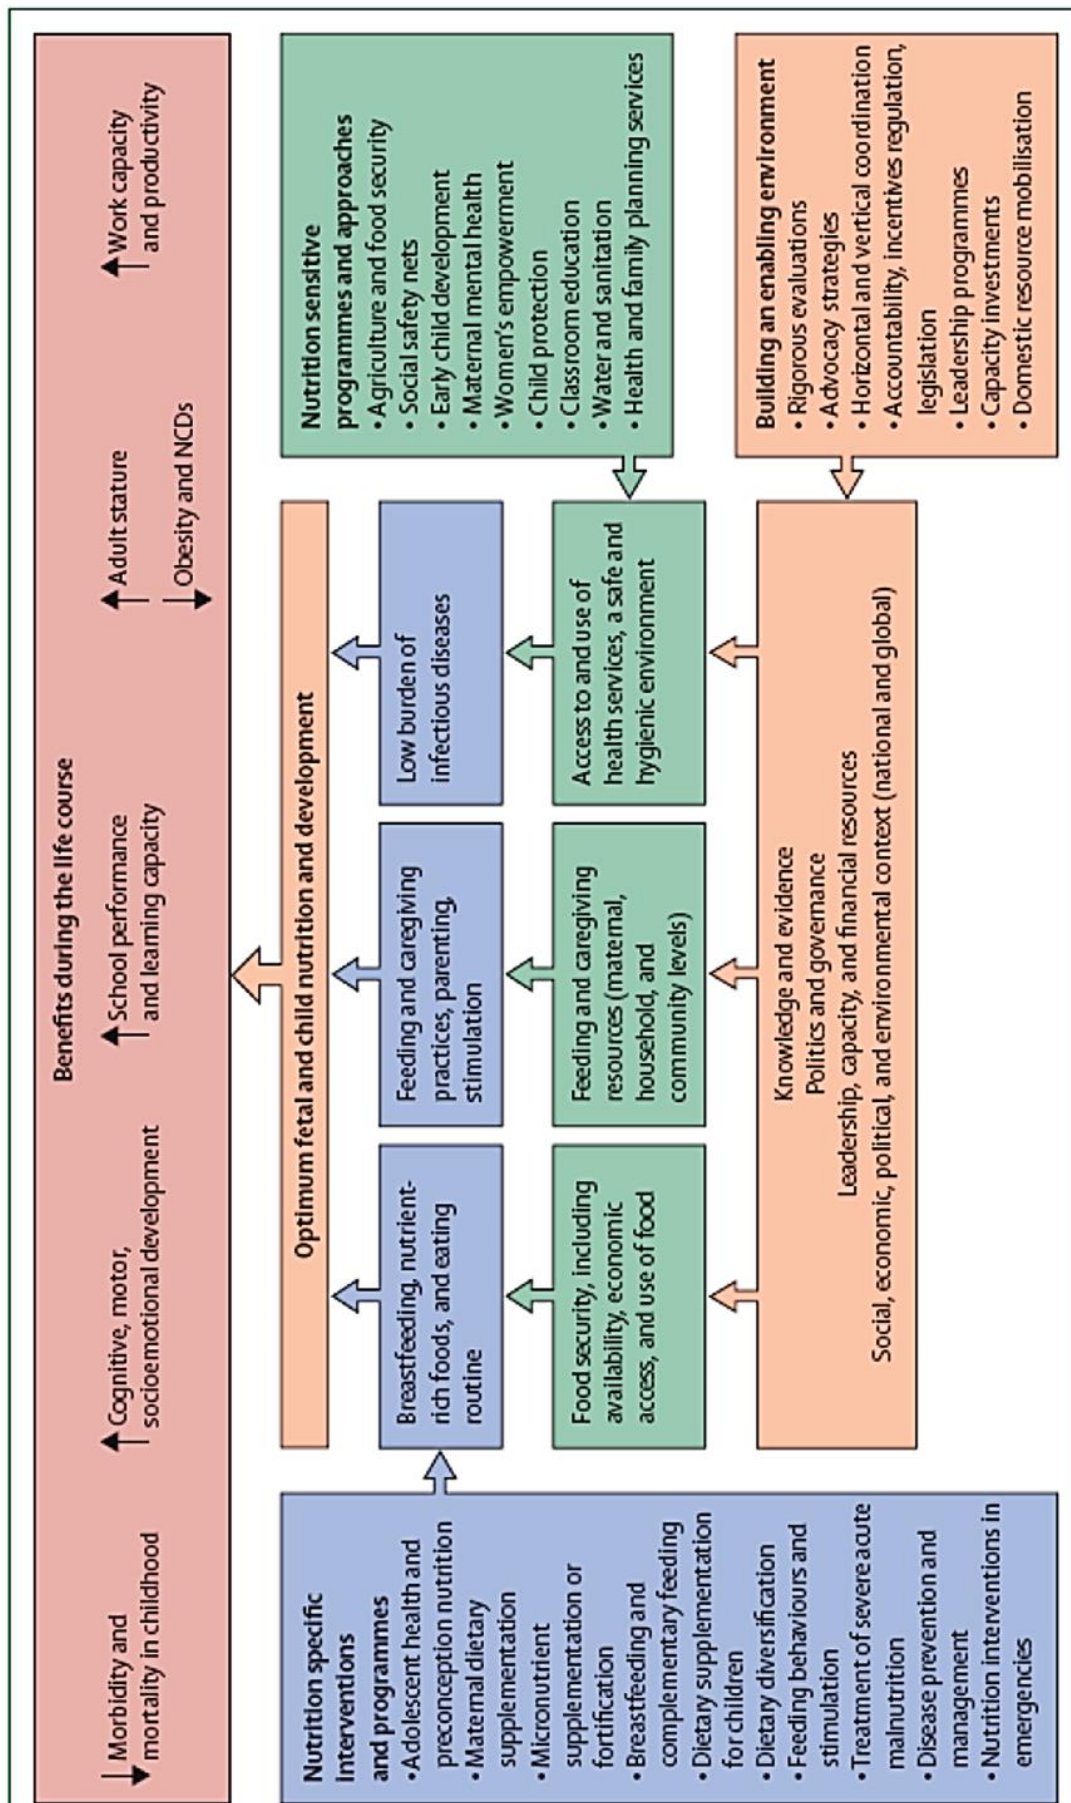 Benefits during the life course
Morbidity and
mortality in childhood
Cognitive, motor,
socioemotional development
School performance
and learning capacity
Adult stature
Obesity and NCDs
Work capacity
and productivity
Nutrition specific
interventions
and programmes
• Adolescent health and
preconception nutrition
• Maternal dietary
supplementation
• Micronutrient
supplementation or
fortification
• Breastfeeding and
complementary feeding
• Dietary supplementation
for children
• Dietary diversification
• Feeding behaviours and
stimulation
• Treatment of severe acute
malnutrition
• Disease prevention and
management
• Nutrition interventions in
emergencies
Optimum fetal and child nutrition and development
Breastfeeding, nutrient-
rich foods, and eating
routine
Feeding and caregiving
practices, parenting,
stimulation
Low burden of
infectious diseases
Food security, including
availability, economic
access, and use of food
Feeding and caregiving
resources (maternal,
household, and
community levels)
Access to and use of
health services, a safe and
hygienic environment
Knowledge and evidence
Politics and governance
Leadership, capacity, and financial resources
Social, economic, political, and environmental context (national and global)
Nutrition sensitive
programmes and approaches
• Agriculture and food security
• Social safety nets
• Early child development
• Maternal mental health
• Women's empowerment
• Child protection
• Classroom education
• Water and sanitation
• Health and family planning services
Building an enabling environment
• Rigorous evaluations
• Advocacy strategies
• Horizontal and vertical coordination
• Accountability, incentives regulation,
legislation
• Leadership programmes
• Capacity investments
• Domestic resource mobilisation